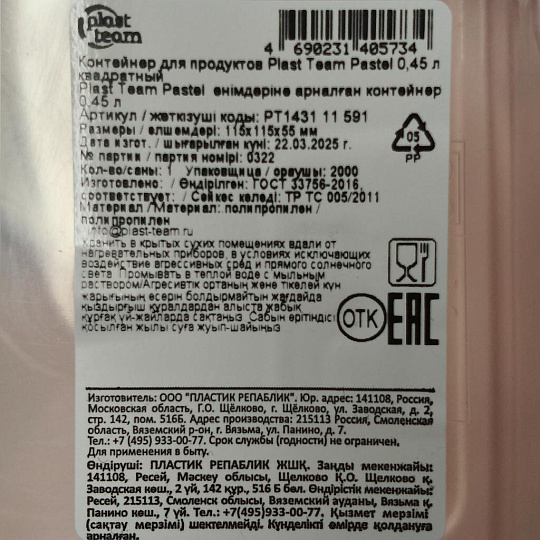 plast team
4 690231 405734
Контейнер для продуктов Plast Team Pastel 0,45 л
квадратный
Plast Team Pastel өнімдеріне арналған контейнер
0,45 л
Артикул / жеткізуші коды: PT1431 11 591
Размеры / өлшемдері: 115x115x55 мм
Дата изгот. / шығарылған күні: 22.03.2025 г.
№ партии / партия номірі: 0322
Кол-во/саны: 1 Упаковщица / ораушы: 2000
Изготовлено: / Өндірілген: ГОСТ 33756-2016,
соответствует: / Сәйкес келеді: ТР ТС 005/2011
Материал /Материал: полипропилен /
полипропилен
info@plast-team.ru
Хранить в крытых сухих помещениях вдали от
нагревательных приборов, в условиях исключающих
воздействие агрессивных сред и прямого солнечного
света. Промывать в теплой воде с мыльным
раствором/Агрессивтік ортаның және тікелей күн
жарығының әсерін болдырмайтын жағдайда
қыздырғыш құралдардан алыста жабық
құрғақ үй-жайларда сақтаңыз. Сабын ерітіндісі
қосылған жылы суға жуып-шайыңыз
05
PP
ОТК
EAC
Изготовитель: ООО "ПЛАСТИК РЕПАБЛИК". Юр. адрес: 141108, Россия,
Московская область, Г.О. Щёлково, г. Щёлково, ул. Заводская, д. 2,
стр. 142, пом. 516Б. Адрес производства: 215113 Россия, Смоленская
область, Вяземский р-он, г. Вязьма, ул. Панино, д. 7.
Тел.: +7 (495) 933-00-77. Срок службы (годности) не ограничен.
Для применения в быту.
Өндіруші: ПЛАСТИК РЕПАБЛИК ЖШҚ. Заңды мекенжайы:
141108, Ресей, Мәскеу облысы, Щелково Қ.О. Щелково қ.
Заводская көш., 2 үй, 142 құр., 516 Б бөл. Өндірістік мекенжайы:
Ресей, 215113, Смоленск облысы, Вяземский ауданы, Вязьма қ.
Панино көш., 7 үй. Тел.: +7 (495)933-00-77. Қызмет мерзімі
(сақтау мерзімі) шектелмейді. Күнделікті өмірде қолдануға
арналған.